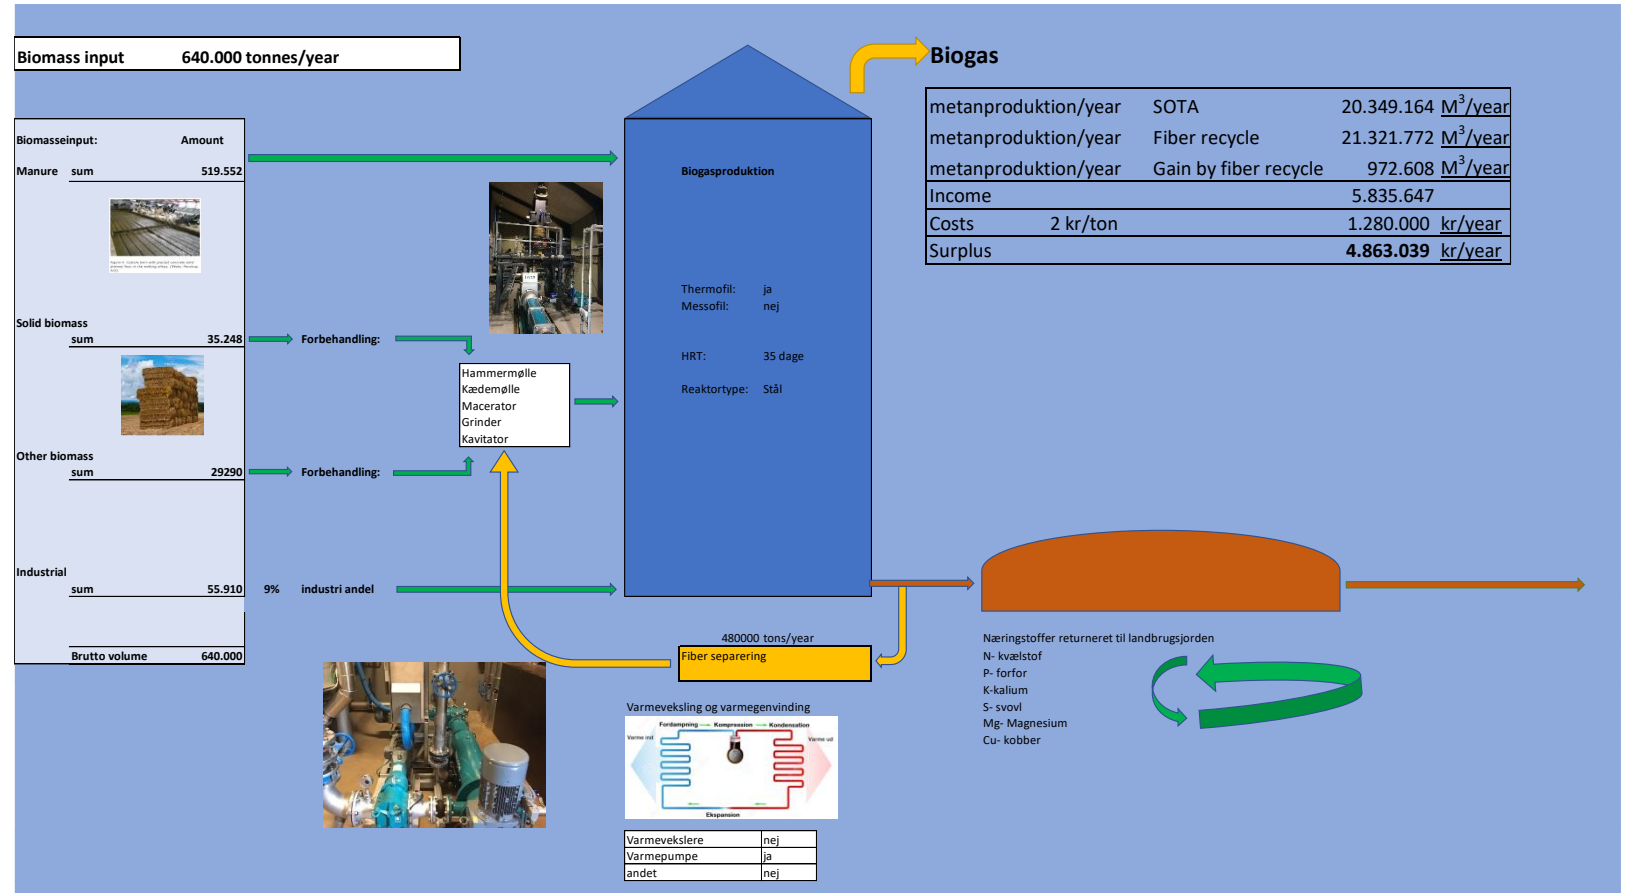 Biomass input 640.000 tonnes/year
Biomasseinput: Amount
Manure sum 519.552
Solid biomass
sum 35.248
Forbehandling:
Other biomass
sum 29290
Forbehandling:
Industrial
sum 55.910 9% industri andel
Brutto volume 640.000
Hammermølle
Kædemølle
Macerator
Grinder
Kavitator
Biogasproduktion
Thermofil: ja
Messofil: nej
HRT: 35 dage
Reaktortype: Stål
Biogas
metanproduktion/year SOTA 20.349.164 M³/year
metanproduktion/year Fiber recycle 21.321.772 M³/year
metanproduktion/year Gain by fiber recycle 972.608 M³/year
Income 5.835.647
Costs 2 kr/ton 1.280.000 kr/year
Surplus 4.863.039 kr/year
480000 tons/year
Fiber separering
Varmeveksling og varmegenvinding
Fordampning Kompression Kondensation
Varme ind Varme ud
Ekspansion
Varmevekslere nej
Varmepumpe ja
andet nej
Næringstoffer returneret til landbrugsjorden
N- kvælstof
P- forfor
K-kalium
S- svovl
Mg- Magnesium
Cu- kobber